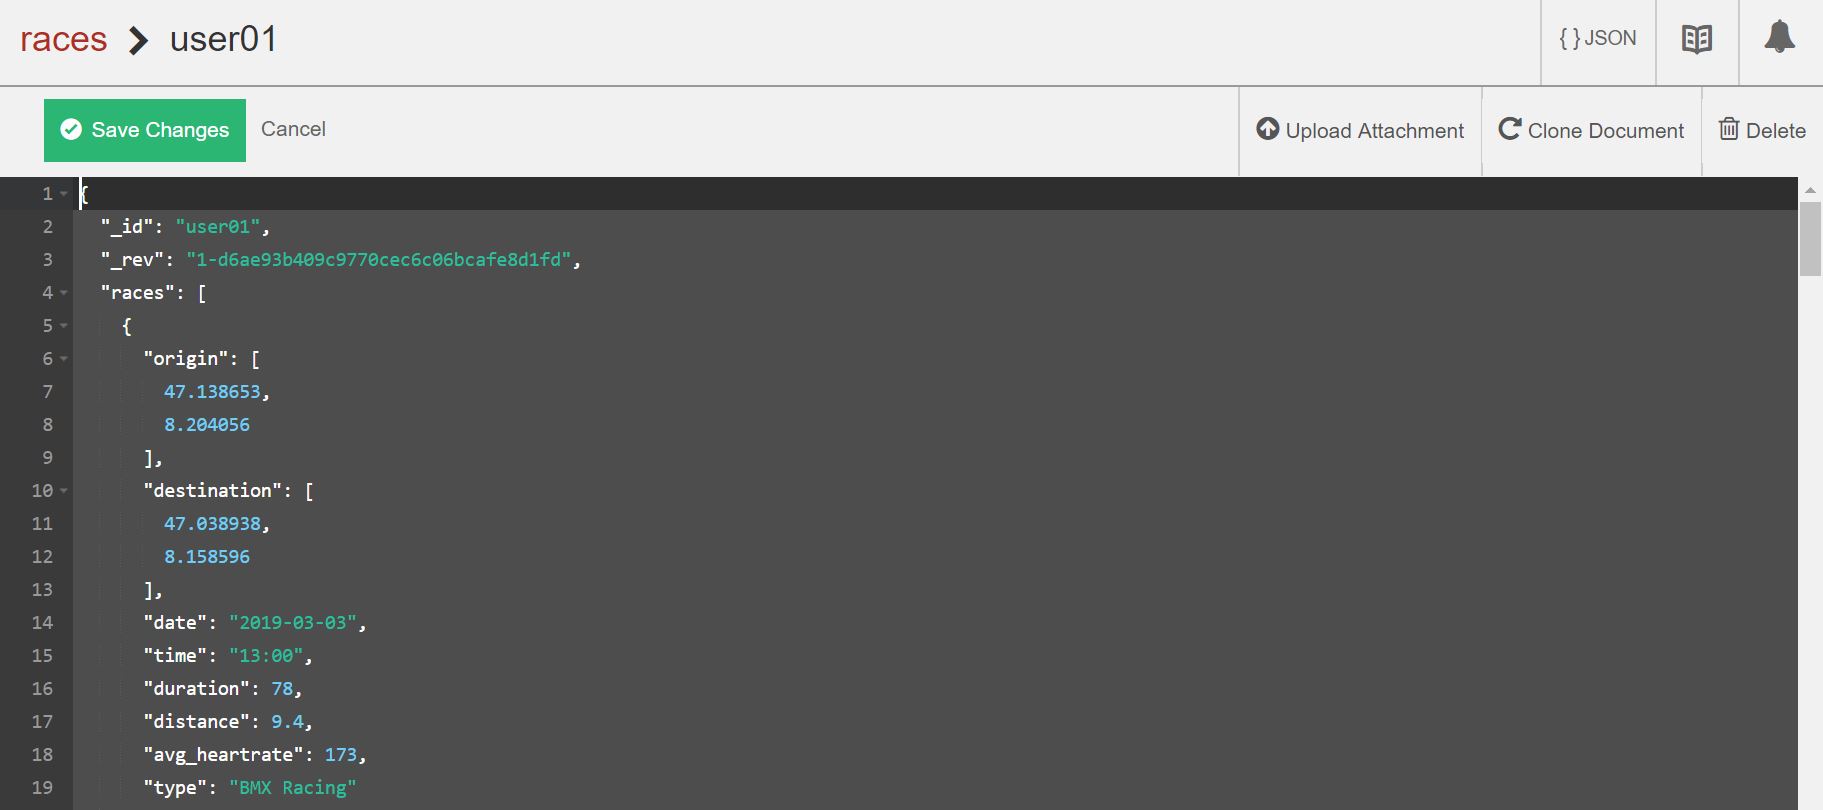 races > user01
{ } JSON
Save Changes
Cancel
Upload Attachment
Clone Document
Delete
1 {
2 "_id": "user01",
3 "_rev": "1-d6ae93b409c9770cec6c06bcafe8d1fd",
4 "races": [
5 {
6 "origin": [
7 47.138653,
8 8.204056
9 ],
10 "destination": [
11 47.038938,
12 8.158596
13 ],
14 "date": "2019-03-03",
15 "time": "13:00",
16 "duration": 78,
17 "distance": 9.4,
18 "avg_heartrate": 173,
19 "type": "BMX Racing"